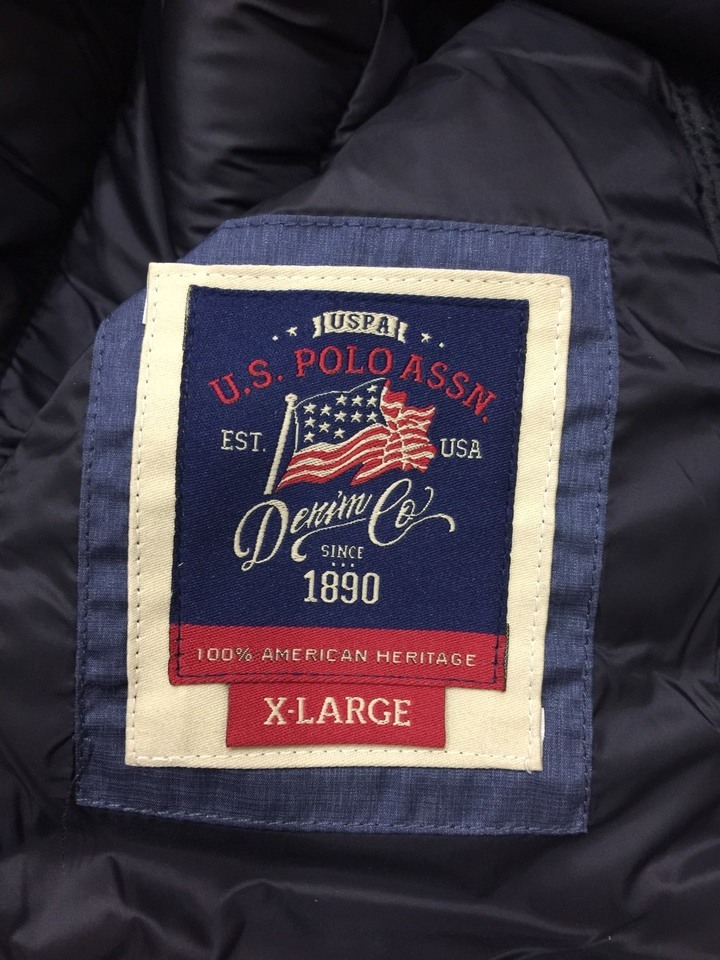 USPA
U.S. POLO ASSN.
EST. USA
Denim Co
SINCE
1890
100% AMERICAN HERITAGE
X-LARGE